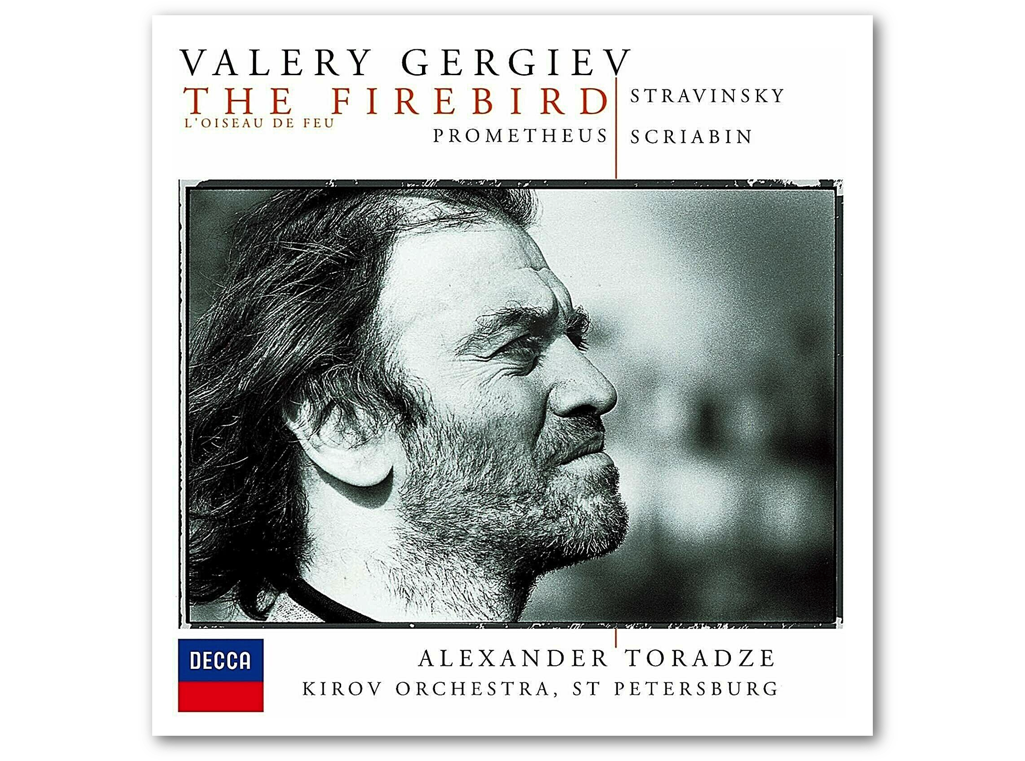 VALERY GERGIEV
THE FIREBIRD
STRAVINSKY
L'OISEAU DE FEU
PROMETHEUS
SCRIABIN
DECCA
ALEXANDER TORADZE
KIROV ORCHESTRA, ST PETERSBURG